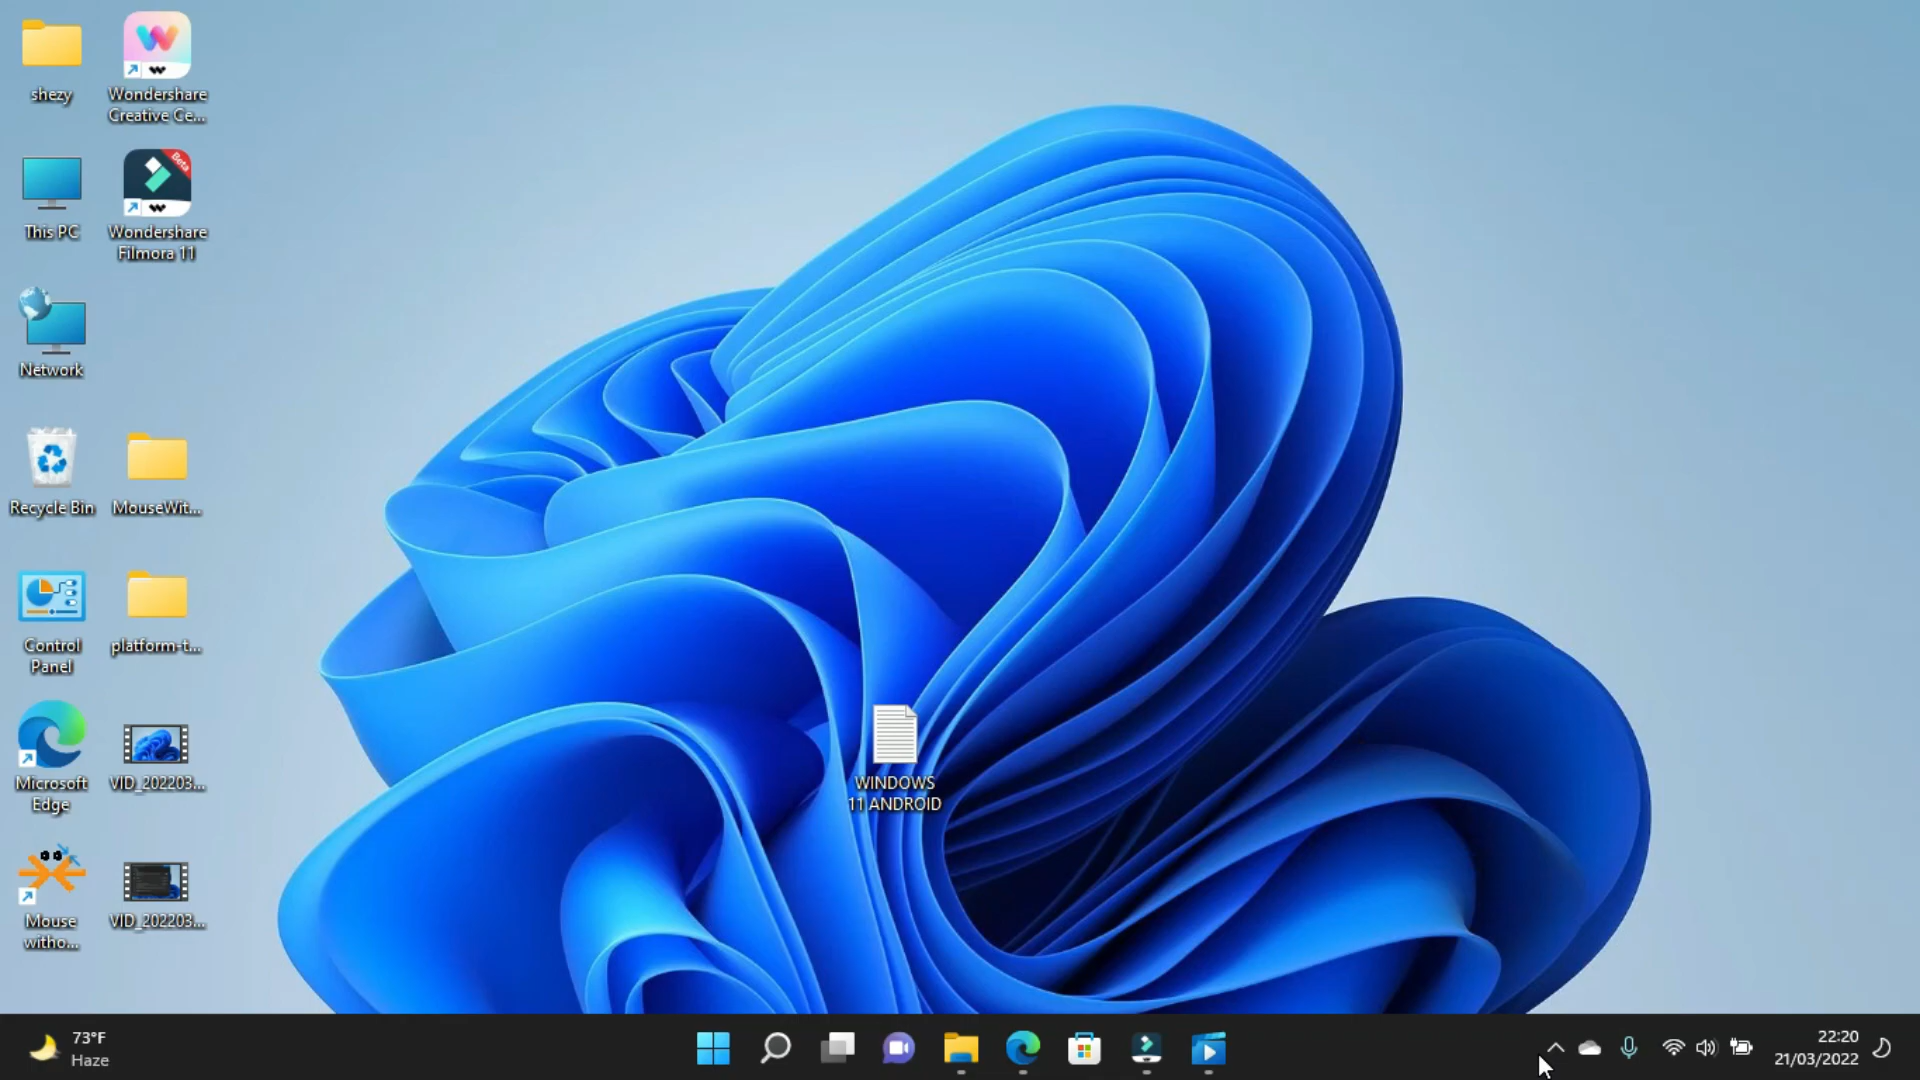 shezy
Wondershare
Creative Ce...
This PC
Beta
Wondershare
Filmora 11
Network
Recycle Bin
MouseWit...
Control
Panel
platform-t...
Microsoft
Edge
VID_202203...
Mouse
witho...
VID_202203...
WINDOWS
11 ANDROID
73°F
Haze
22:20
21/03/2022